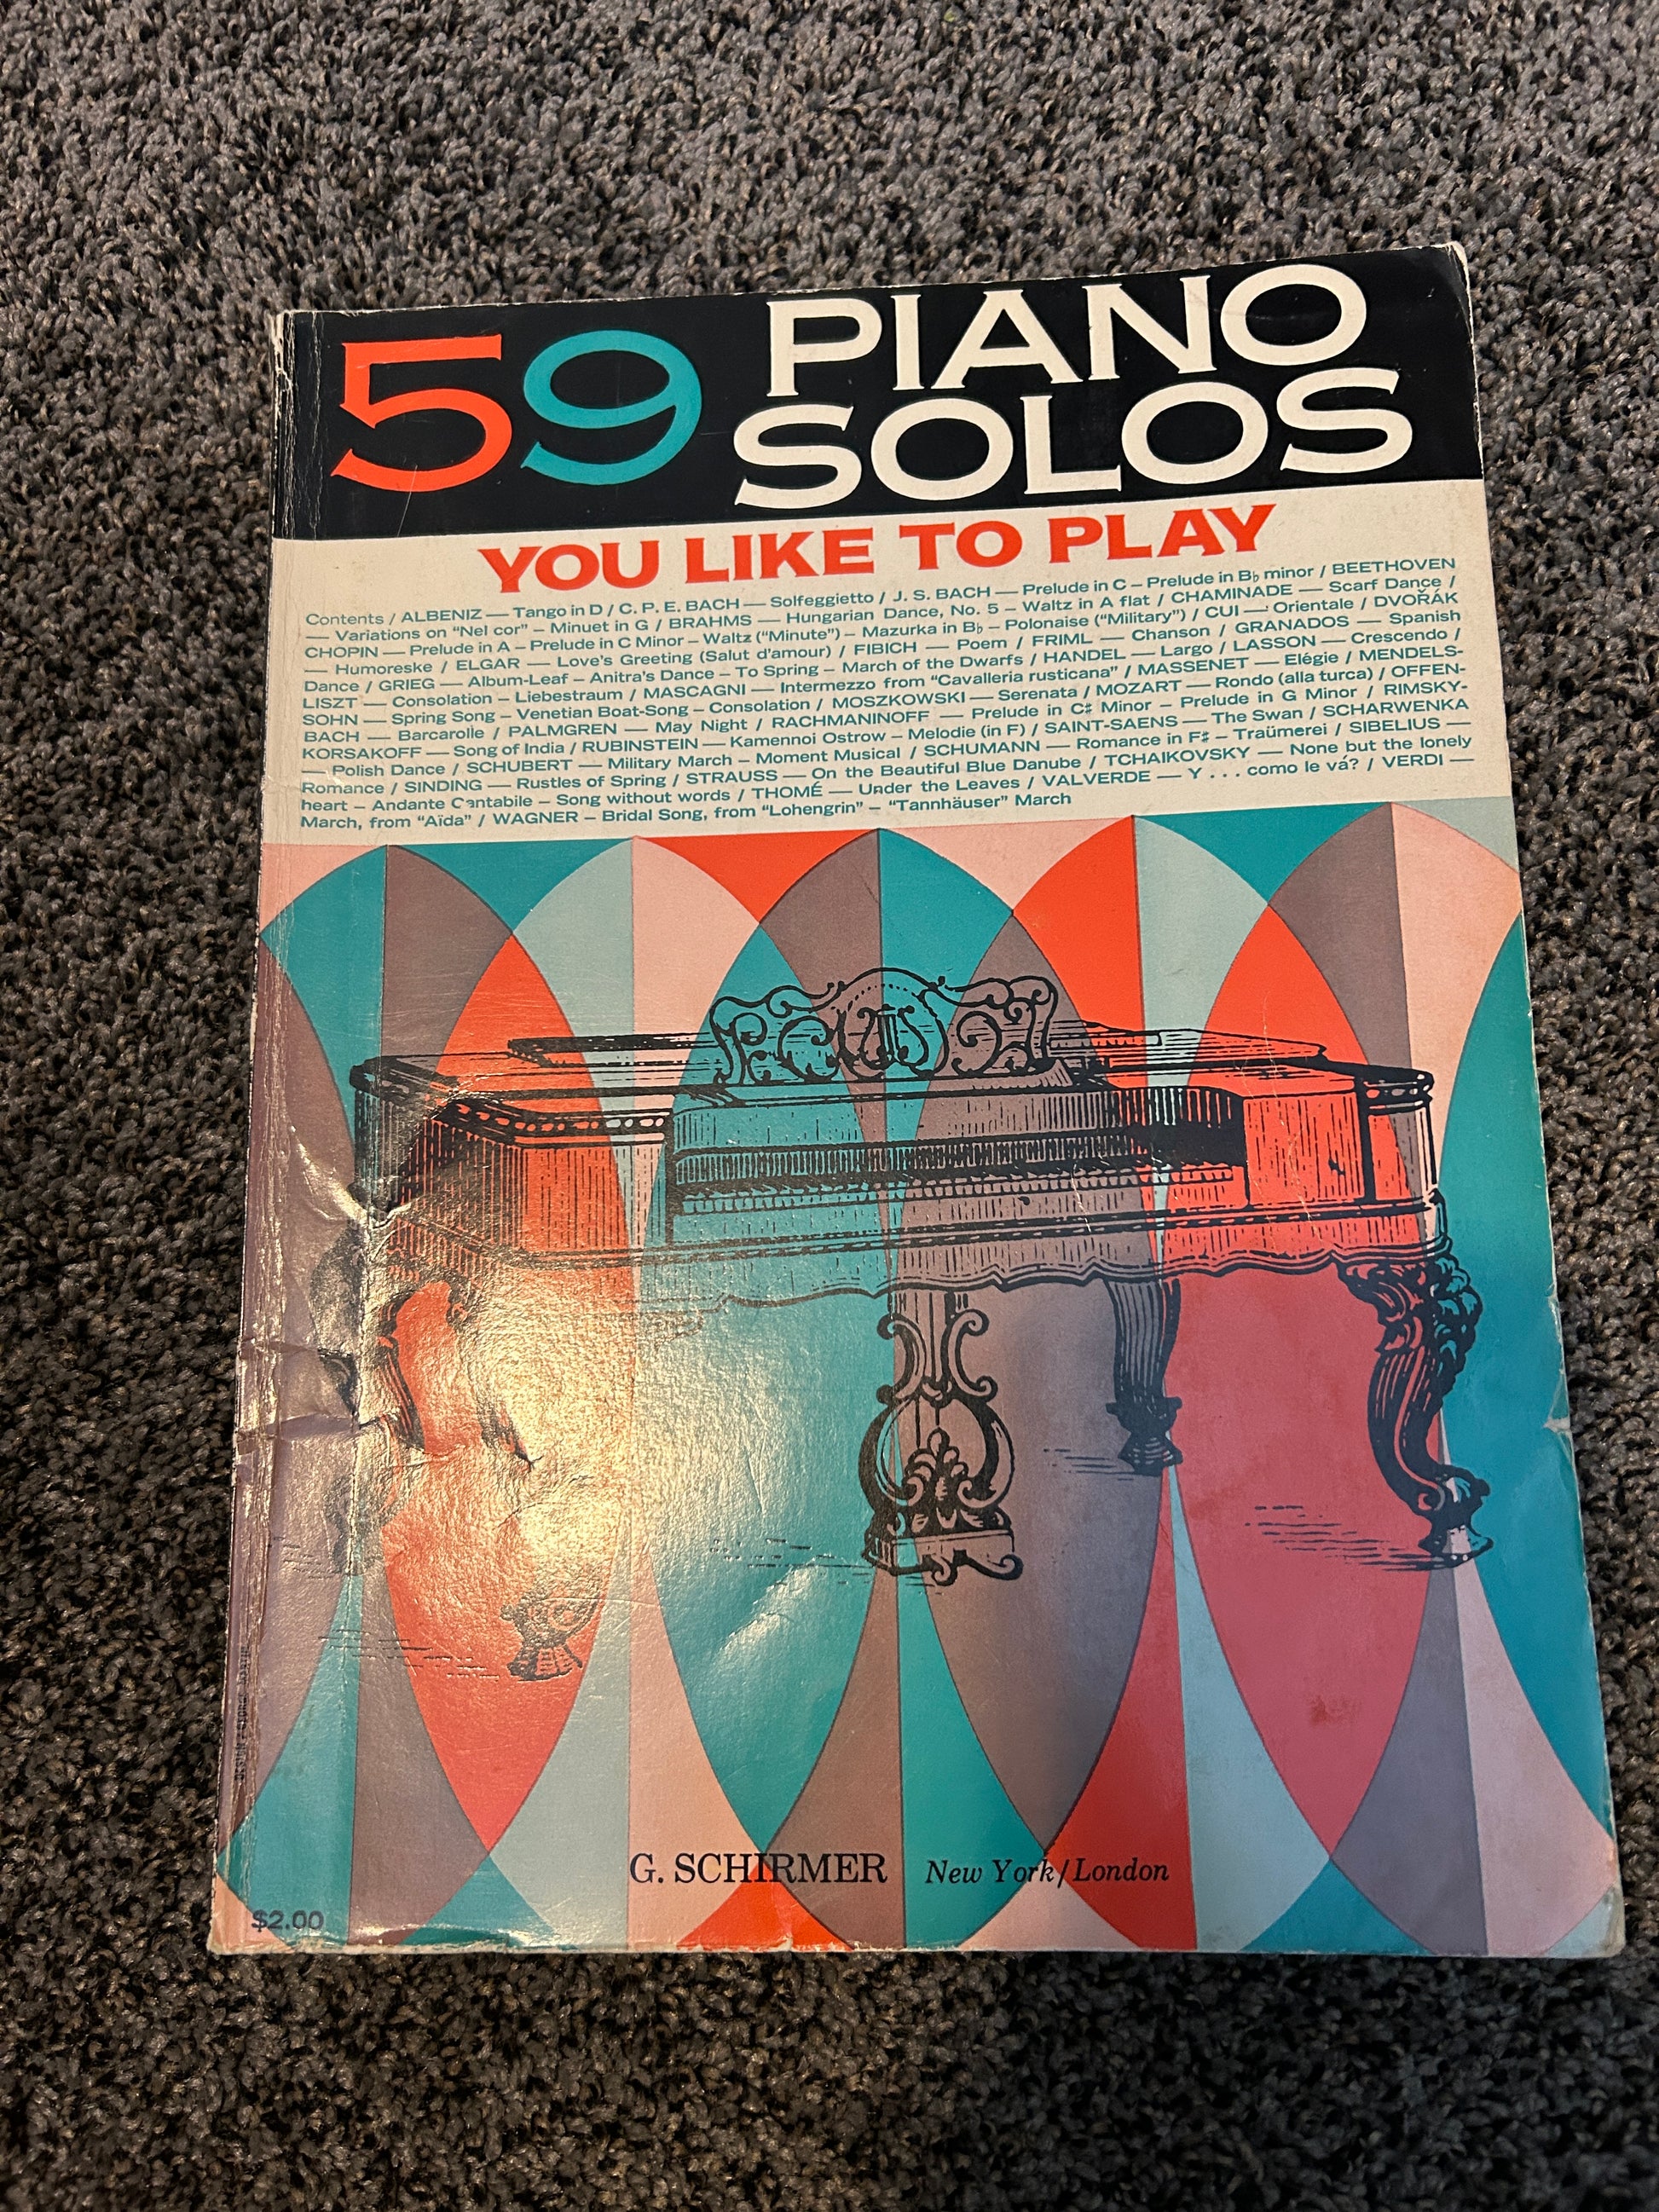 59 PIANO
SOLOS
YOU LIKE TO PLAY
Contents / ALBENIZ — Tango in D / C. P. E. BACH — Solfeggietto / J. S. BACH — Prelude in C – Prelude in B♭ minor / BEETHOVEN
— Variations on “Nel cor” – Minuet in G / BRAHMS — Hungarian Dance, No. 5 – Waltz in A flat / CHAMINADE — Scarf Dance /
CHOPIN — Prelude in A – Prelude in C Minor – Waltz (“Minute”) – Mazurka in B♭ – Polonaise (“Military”) / CUI — Orientale / DVOŘÁK
— Humoreske / ELGAR — Love's Greeting (Salut d'amour) / FIBICH — Poem / FRIML — Chanson / GRANADOS — Spanish
Dance / GRIEG — Album-Leaf – Anitra's Dance – To Spring – March of the Dwarfs / HANDEL — Largo / LASSON — Crescendo /
LISZT — Consolation – Liebestraum / MASCAGNI — Intermezzo from “Cavalleria rusticana” / MASSENET — Elégie / MENDELS-
SOHN — Spring Song – Venetian Boat-Song – Consolation / MOSZKOWSKI — Serenata / MOZART — Rondo (alla turca) / OFFEN-
BACH — Barcarolle / PALMGREN — May Night / RACHMANINOFF — Prelude in C♯ Minor – Prelude in G Minor / RIMSKY-
KORSAKOFF — Song of India / RUBINSTEIN — Kamennoi Ostrow – Melodie (in F) / SAINT-SAENS — The Swan / SCHARWENKA
— Polish Dance / SCHUBERT — Military March – Moment Musical / SCHUMANN — Romance in F♯ – Traümerei / SIBELIUS —
Romance / SINDING — Rustles of Spring / STRAUSS — On the Beautiful Blue Danube / TCHAIKOVSKY — None but the lonely
heart – Andante Cantabile – Song without words / THOMÉ — Under the Leaves / VALVERDE — Y . . . como le vá? / VERDI —
March, from “Aïda” / WAGNER – Bridal Song, from “Lohengrin” – “Tannhäuser” March
G. SCHIRMER New York/London
$2.00